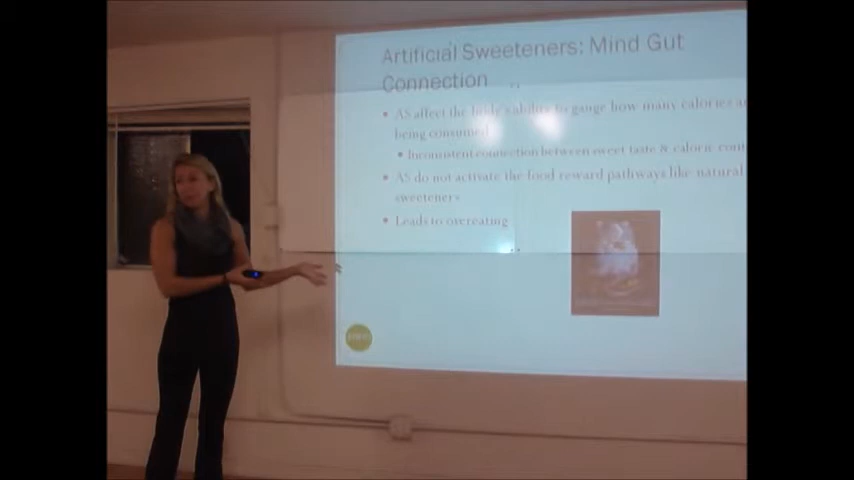 Artificial Sweeteners: Mind Gut
Connection
• AS affect the body's ability to gauge how many calories a
being consumed
• Inconsistent connection between sweet taste & caloric cont
• AS do not activate the food reward pathways like natural
sweeteners
• Leads to overeating